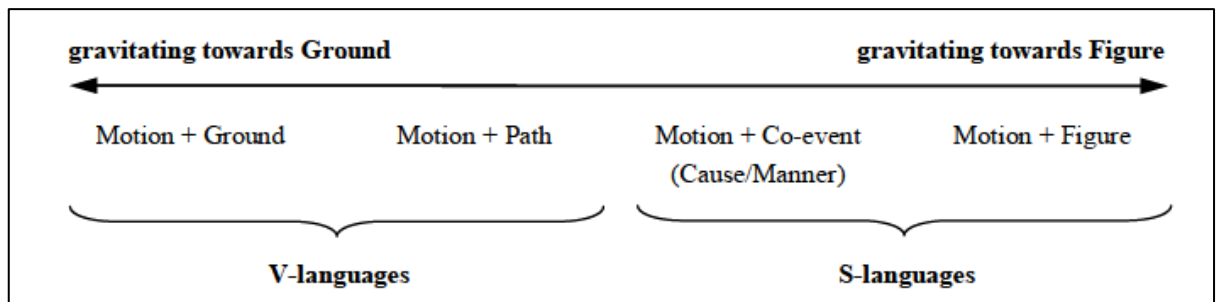 gravitating towards Ground gravitating towards Figure
Motion + Ground Motion + Path Motion + Co-event Motion + Figure
(Cause/Manner)
V-languages S-languages